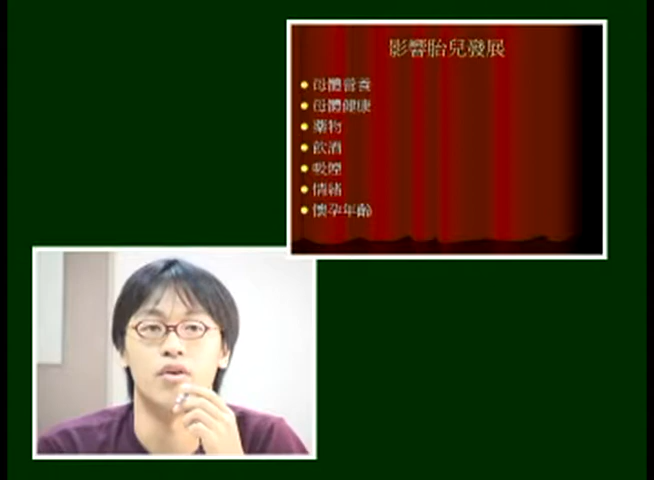 影響胎兒發展
母體營養
母體健康
藥物
飲酒
吸煙
情緒
懷孕年齡